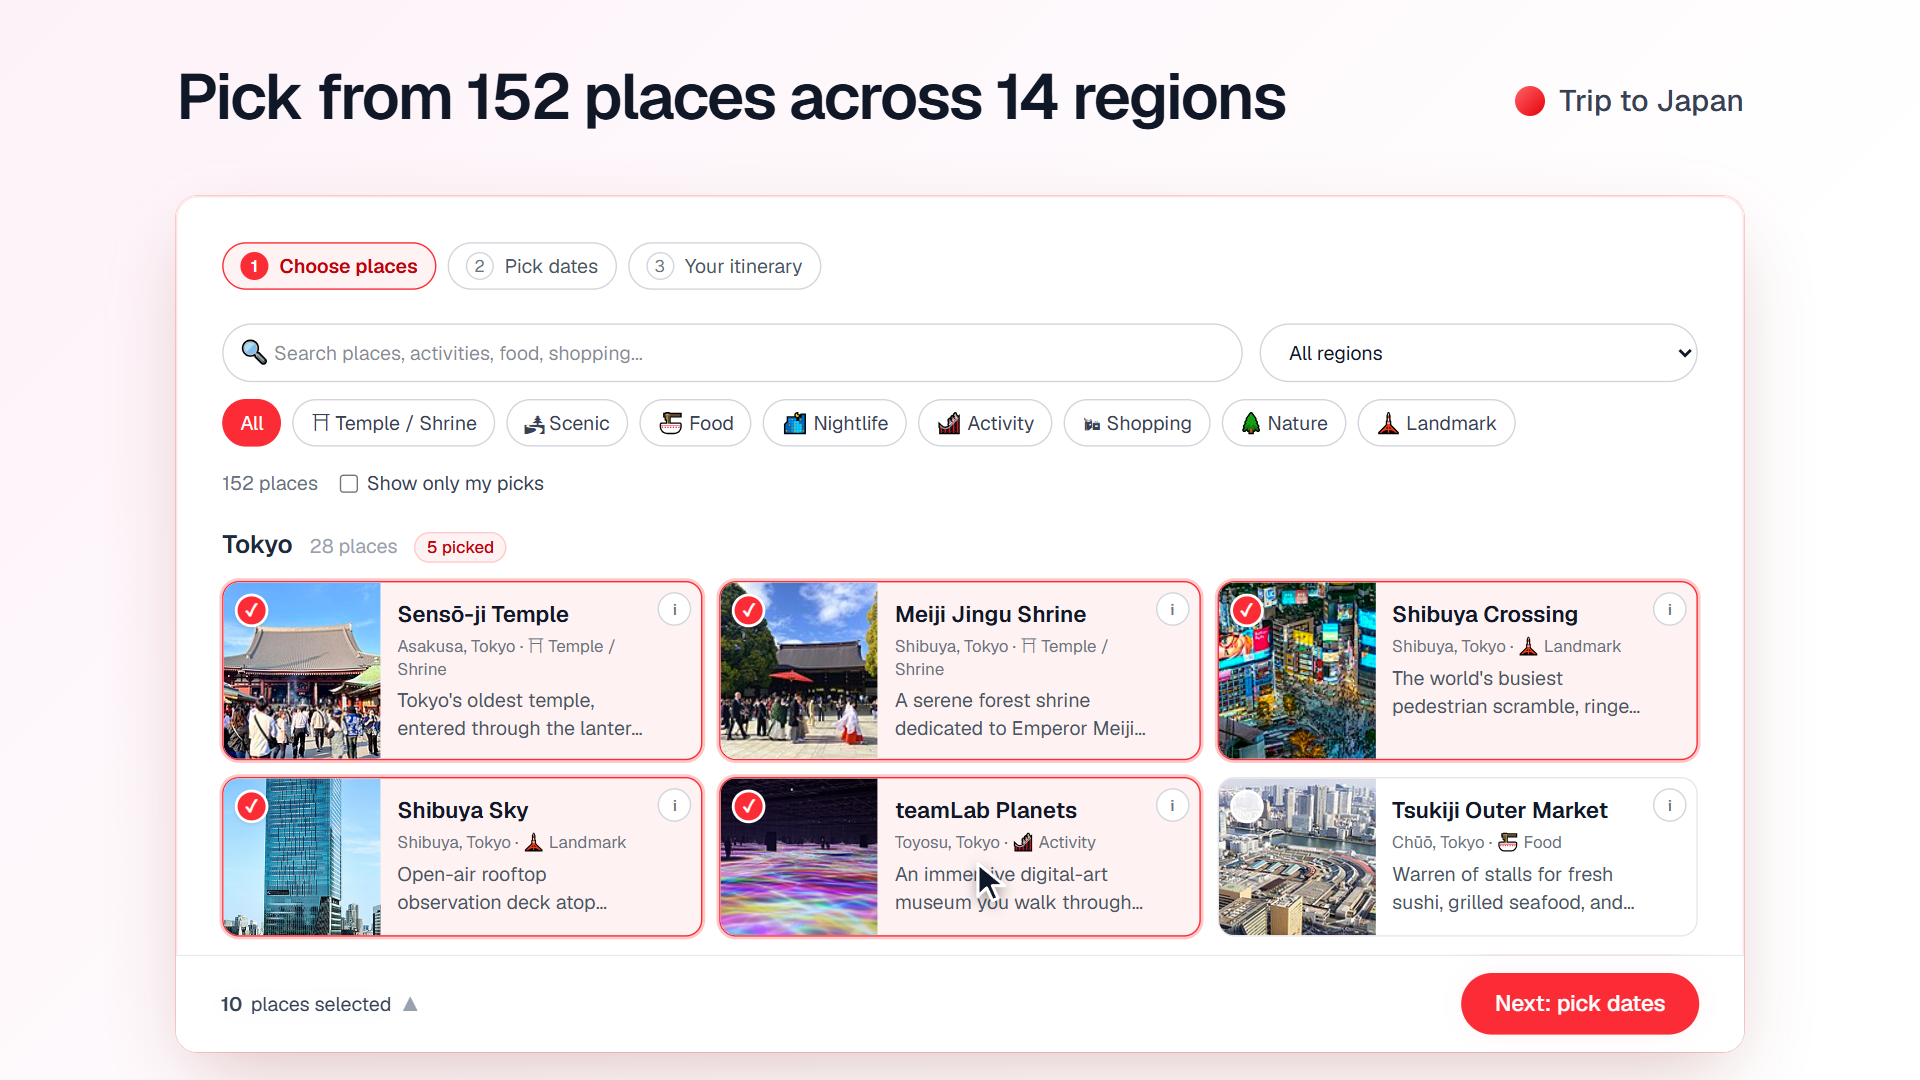 Pick from 152 places across 14 regions
Trip to Japan
1 Choose places
2 Pick dates
3 Your itinerary
Search places, activities, food, shopping...
All regions
All
Temple / Shrine
Scenic
Food
Nightlife
Activity
Shopping
Nature
Landmark
152 places
Show only my picks
Tokyo 28 places 5 picked
Sensō-ji Temple
i
Asakusa, Tokyo · Temple /
Shrine
Tokyo's oldest temple,
entered through the lanter...
Meiji Jingu Shrine
i
Shibuya, Tokyo · Temple /
Shrine
A serene forest shrine
dedicated to Emperor Meiji...
Shibuya Crossing
i
Shibuya, Tokyo · Landmark
The world's busiest
pedestrian scramble, ringe...
Shibuya Sky
i
Shibuya, Tokyo · Landmark
Open-air rooftop
observation deck atop...
teamLab Planets
i
Toyosu, Tokyo · Activity
An immersive digital-art
museum you walk through...
Tsukiji Outer Market
i
Chūō, Tokyo · Food
Warren of stalls for fresh
sushi, grilled seafood, and...
10 places selected
Next: pick dates